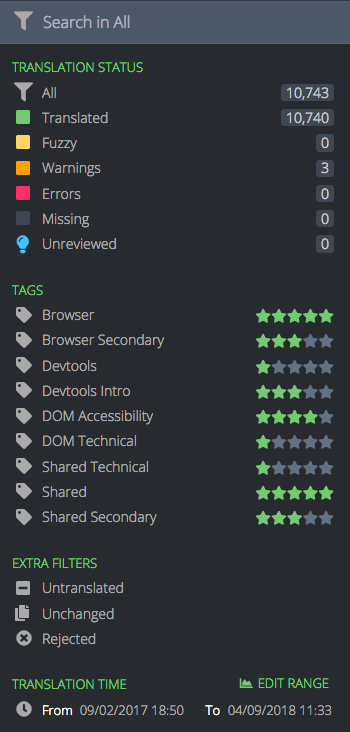 Search in All
TRANSLATION STATUS
All 10,743
Translated 10,740
Fuzzy 0
Warnings 3
Errors 0
Missing 0
Unreviewed 0
TAGS
Browser
Browser Secondary
Devtools
Devtools Intro
DOM Accessibility
DOM Technical
Shared Technical
Shared
Shared Secondary
EXTRA FILTERS
Untranslated
Unchanged
Rejected
TRANSLATION TIME EDIT RANGE
From 09/02/2017 18:50 To 04/09/2018 11:33